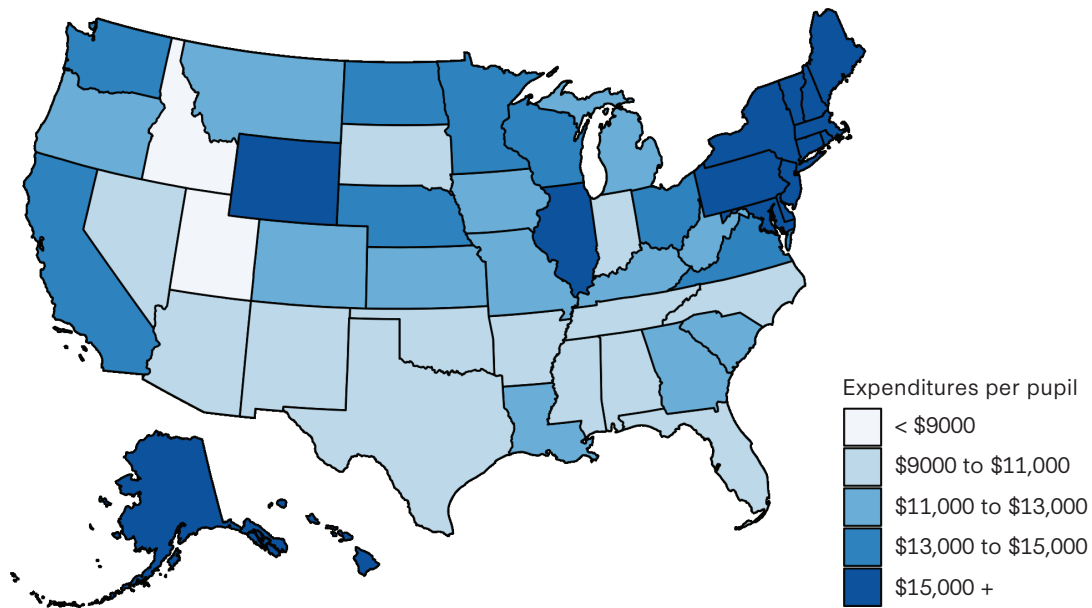 Expenditures per pupil
< $9000
$9000 to $11,000
$11,000 to $13,000
$13,000 to $15,000
$15,000 +